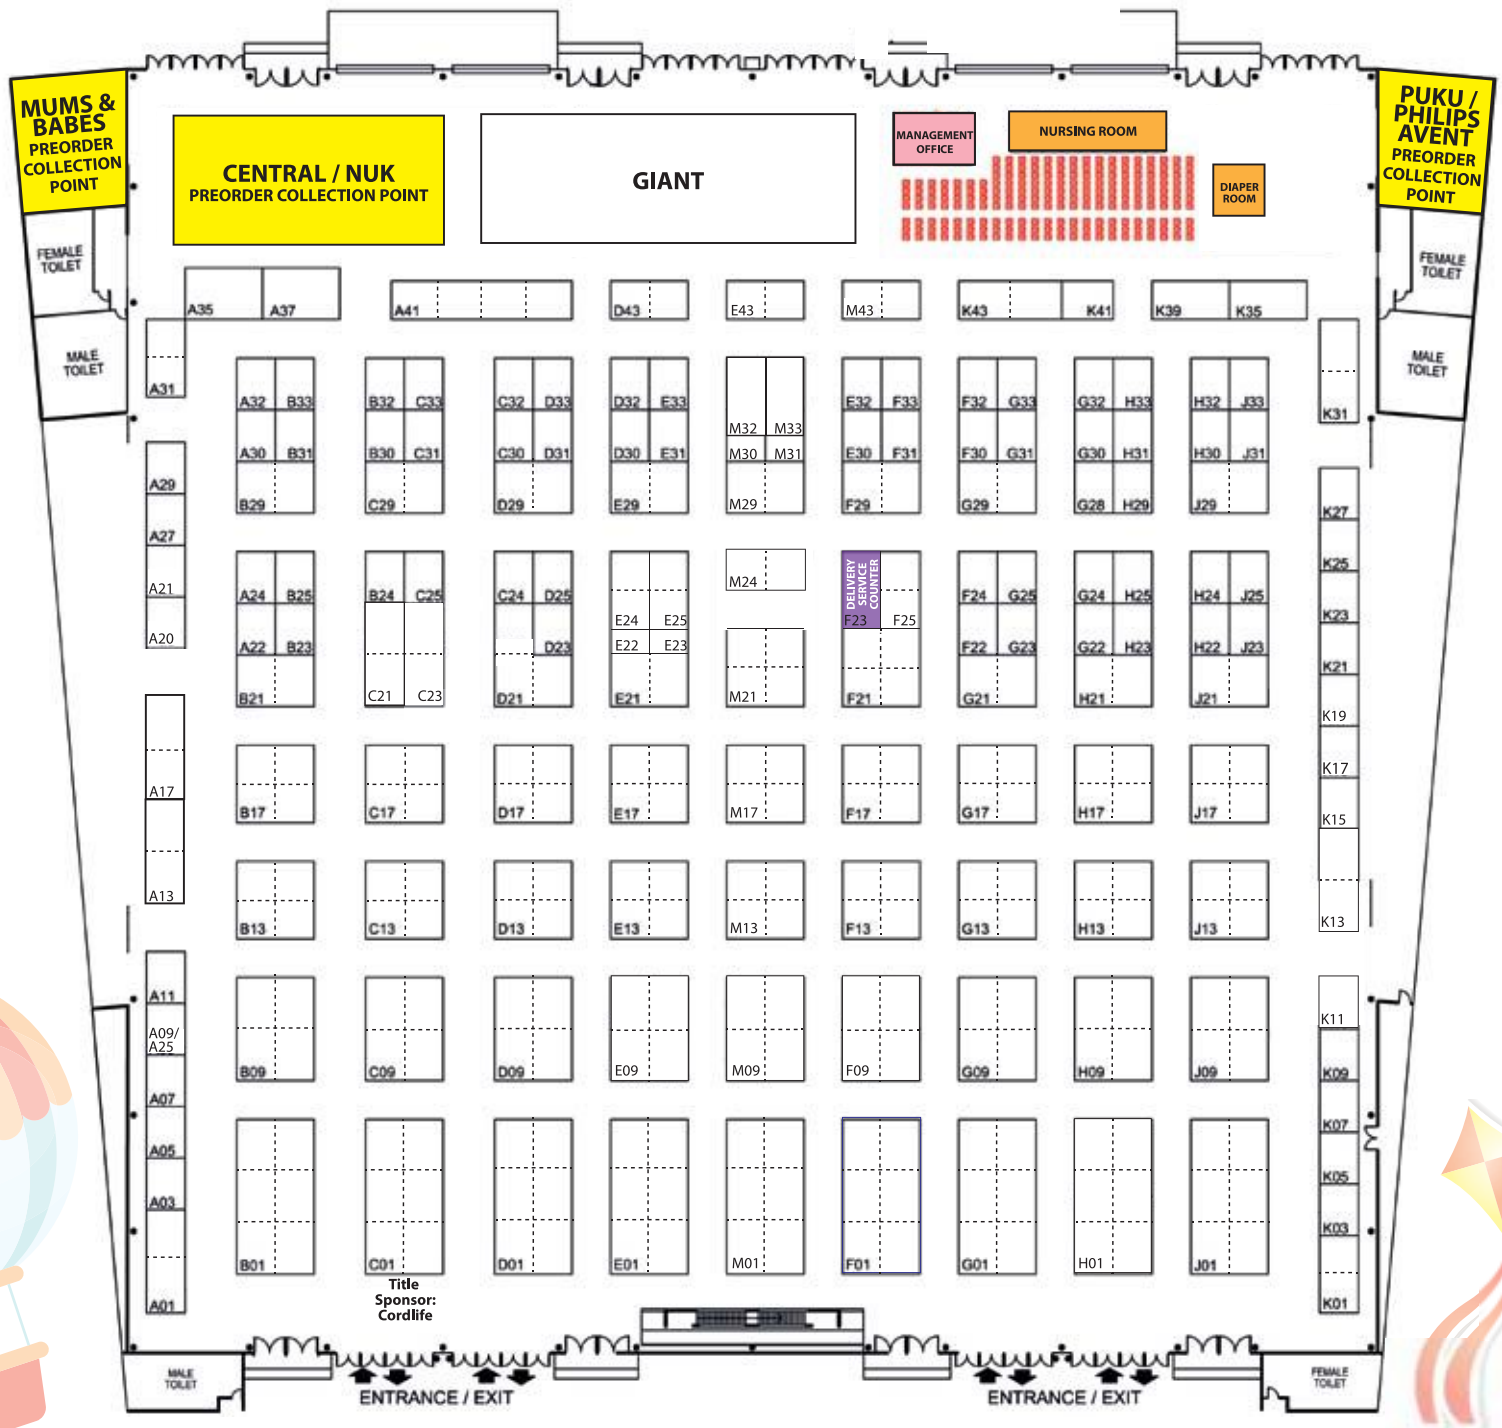 MUMS &
BABES
PREORDER
COLLECTION
POINT
CENTRAL / NUK
PREORDER COLLECTION POINT
GIANT
MANAGEMENT
OFFICE
NURSING ROOM
DIAPER
ROOM
PUKU /
PHILIPS
AVENT
PREORDER
COLLECTION
POINT
FEMALE
TOILET
FEMALE
TOILET
MALE
TOILET
MALE
TOILET
A35 A37 A41 D43 E43 M43 K43 K41 K39 K35
A31
K31
A32 B33 B32 C33 C32 D33 D32 E33 M32 M33 E32 F33 F32 G33 G32 H33 H32 J33
A30 B31 B30 C31 C30 D31 D30 E31 M30 M31 E30 F31 F30 G31 G30 H31 H30 J31
B29 C29 D29 E29 M29 F29 G29 G28 H29 J29
A29
A27
A21
A20
K27
K25
K23
K21
K19
K17
K15
K13
A24 B25 B24 C25 C24 D25 E24 E25 M24 F24 G25 G24 H25 H24 J25
DELIVERY
SERVICE
COUNTER
F23 F25
A22 B23 D23 E22 E23 F22 G23 G22 H23 H22 J23
B21 C21 C23 D21 E21 M21 F21 G21 H21 J21
A17
B17 C17 D17 E17 M17 F17 G17 H17 J17
A13
B13 C13 D13 E13 M13 F13 G13 H13 J13
A11
A09/
A25
A07
A05
A03
A01
B09 C09 D09 E09 M09 F09 G09 H09 J09
K11
K09
K07
K05
K03
K01
B01 C01 D01 E01 M01 F01 G01 H01 J01
Title
Sponsor:
Cordlife
MALE
TOILET
ENTRANCE / EXIT
ENTRANCE / EXIT
FEMALE
TOILET